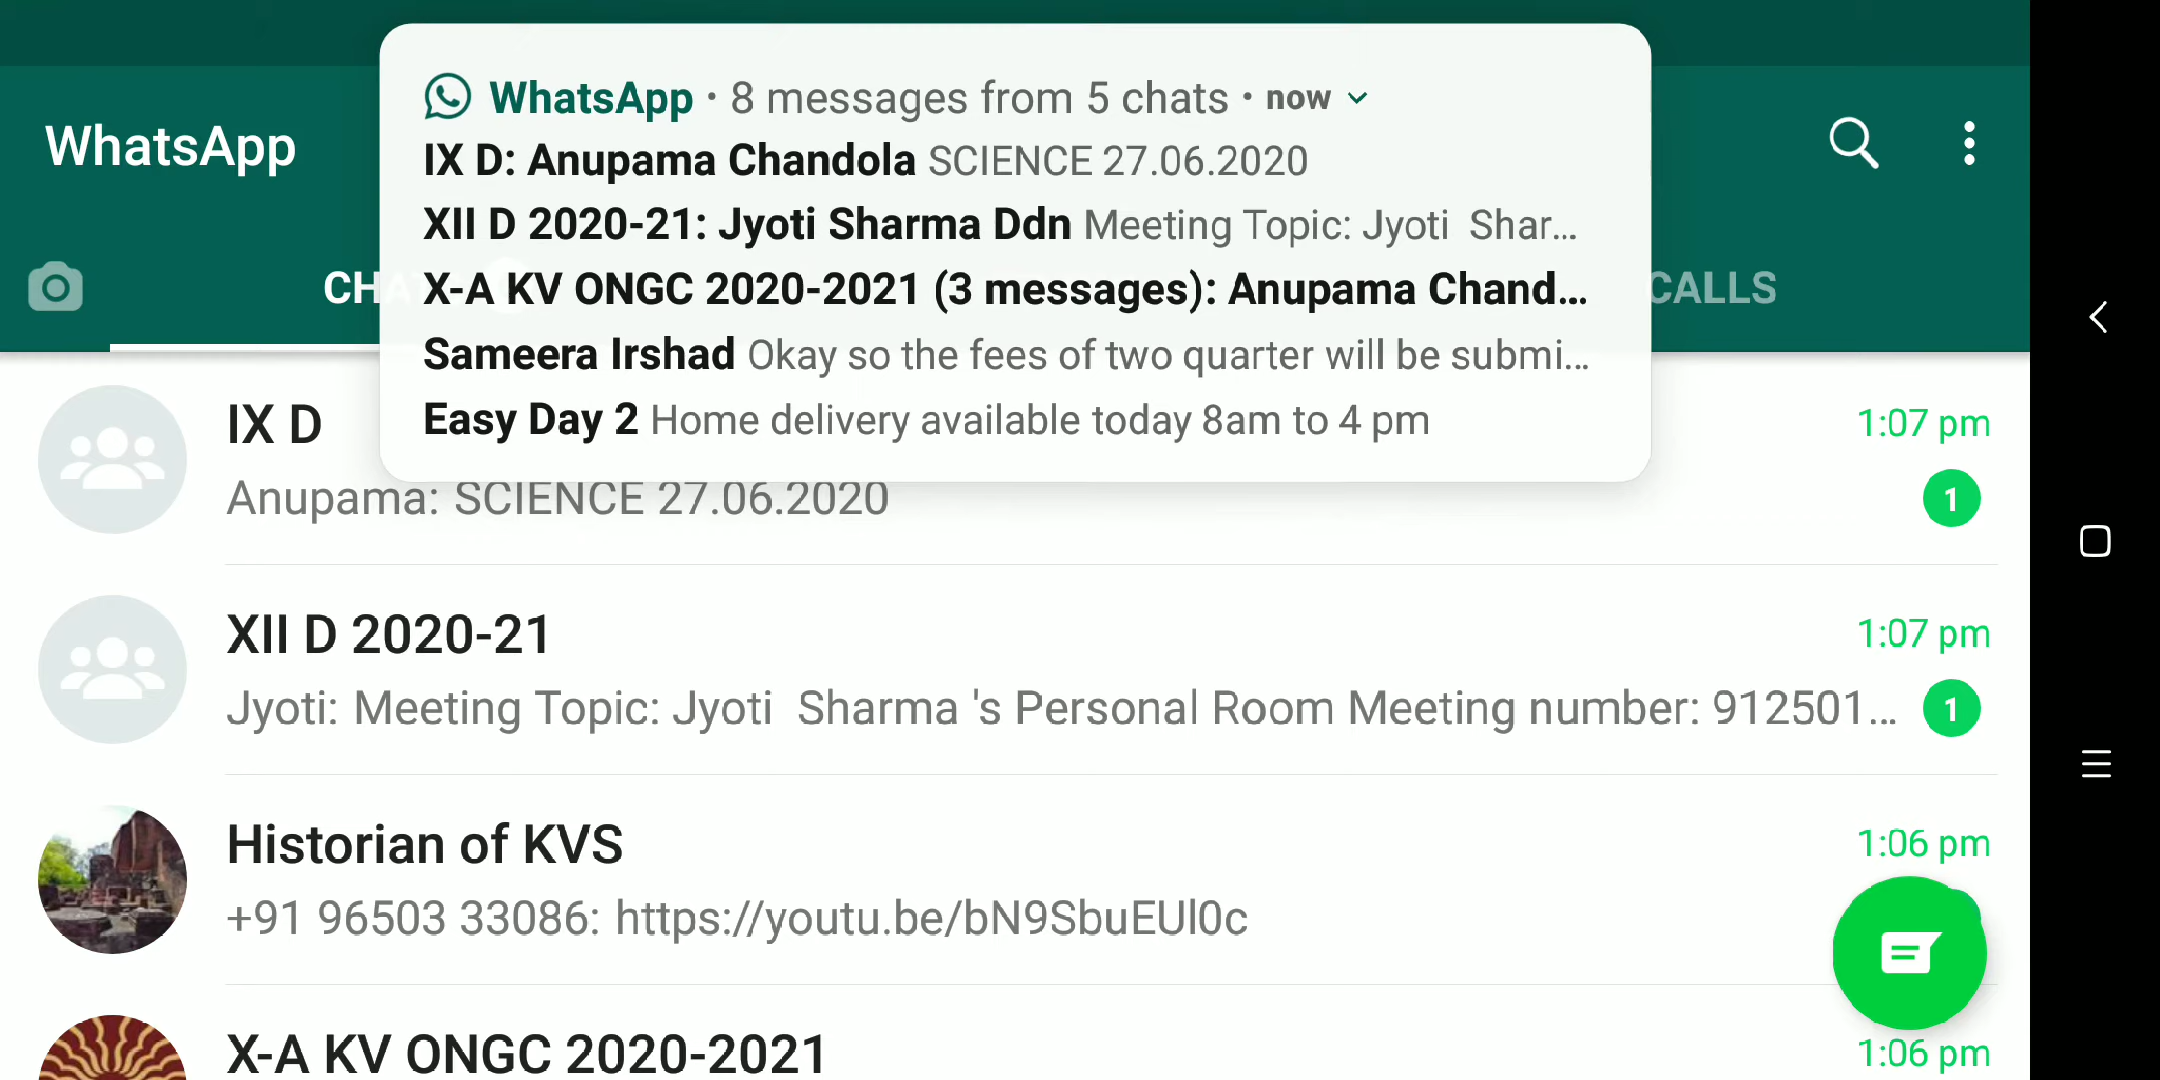 WhatsApp
WhatsApp · 8 messages from 5 chats · now
IX D: Anupama Chandola SCIENCE 27.06.2020
XII D 2020-21: Jyoti Sharma Ddn Meeting Topic: Jyoti  Shar...
X-A KV ONGC 2020-2021 (3 messages): Anupama Chand...
Sameera Irshad Okay so the fees of two quarter will be submi...
Easy Day 2 Home delivery available today 8am to 4 pm
CALLS
IX D
1:07 pm
Anupama: SCIENCE 27.06.2020
1
XII D 2020-21
1:07 pm
Jyoti: Meeting Topic: Jyoti  Sharma 's Personal Room Meeting number: 912501...
1
Historian of KVS
1:06 pm
+91 96503 33086: https://youtu.be/bN9SbuEUl0c
X-A KV ONGC 2020-2021
1:06 pm